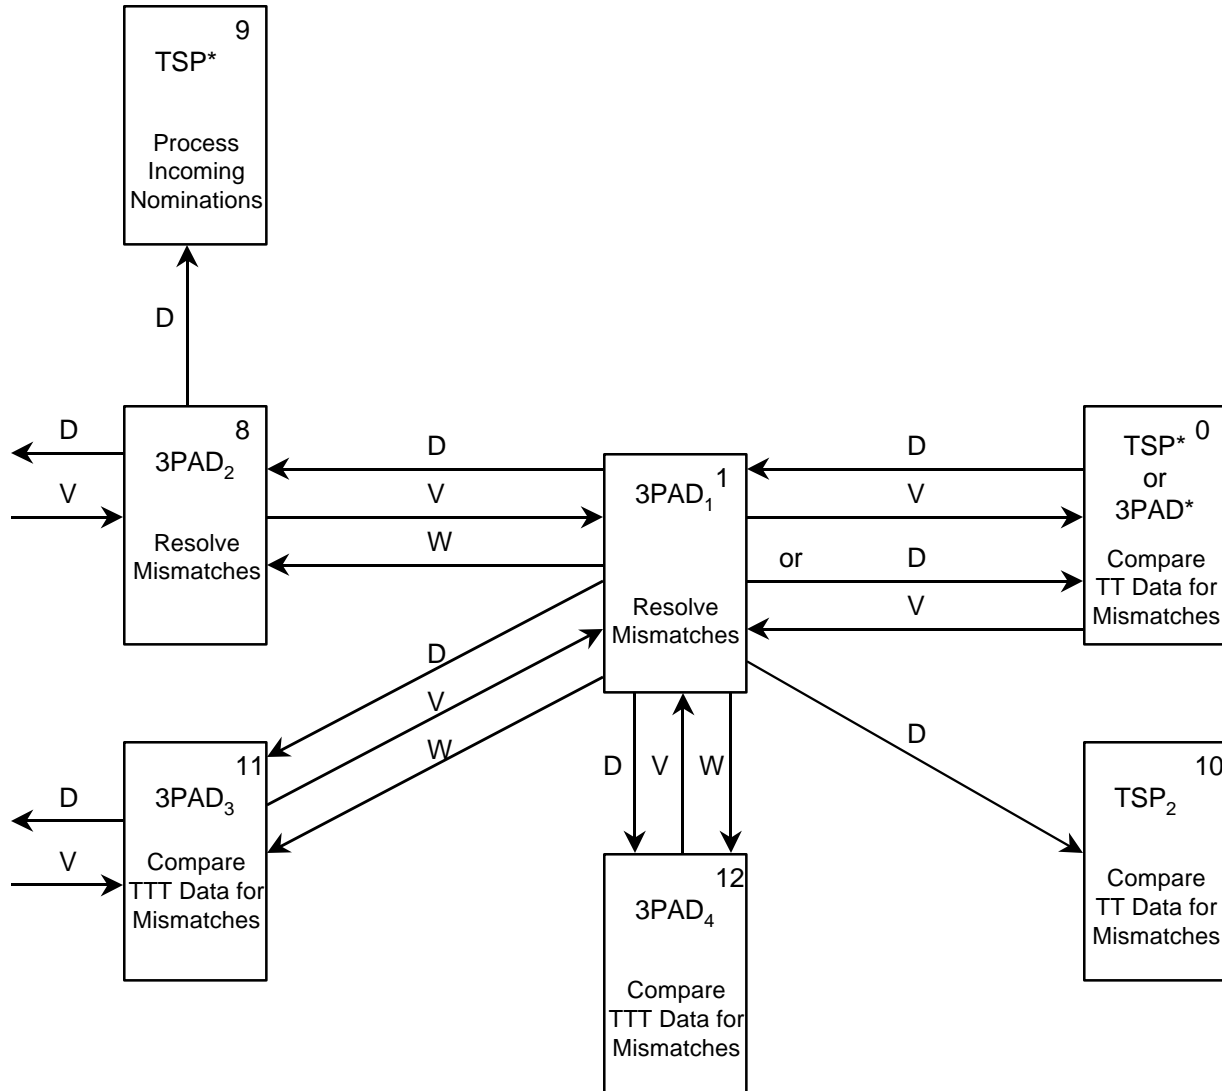 9
TSP*
Process
Incoming
Nominations
D
D
V
8
3PAD2
Resolve
Mismatches
D
V
W
1
3PAD1
Resolve
Mismatches
D
V
or D
V
0
TSP*
or
3PAD*
Compare
TT Data for
Mismatches
D
V
W
D
V
11
3PAD3
Compare
TTT Data for
Mismatches
D V W
12
3PAD4
Compare
TTT Data for
Mismatches
D
10
TSP2
Compare
TT Data for
Mismatches